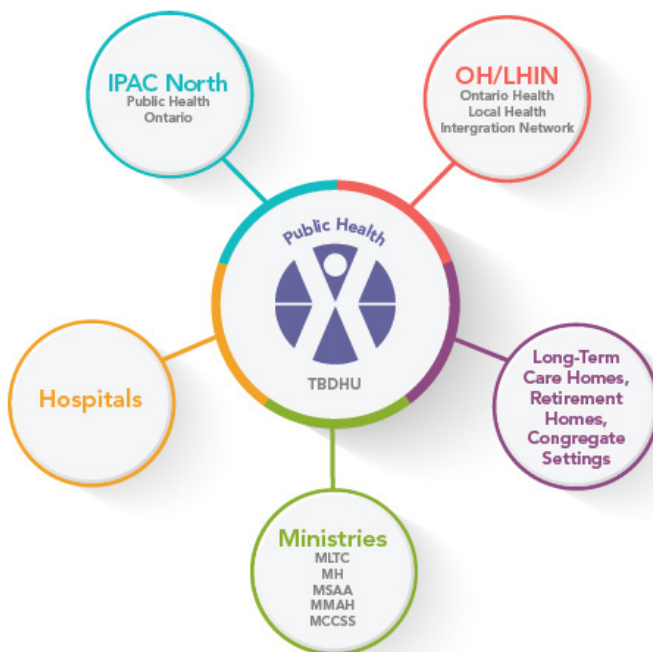 IPAC North
Public Health
Ontario
OH/LHIN
Ontario Health
Local Health
Intergration Network
Public Health
TBDHU
Hospitals
Long-Term
Care Homes,
Retirement
Homes,
Congregate
Settings
Ministries
MLTC
MH
MSAA
MMAH
MCCSS